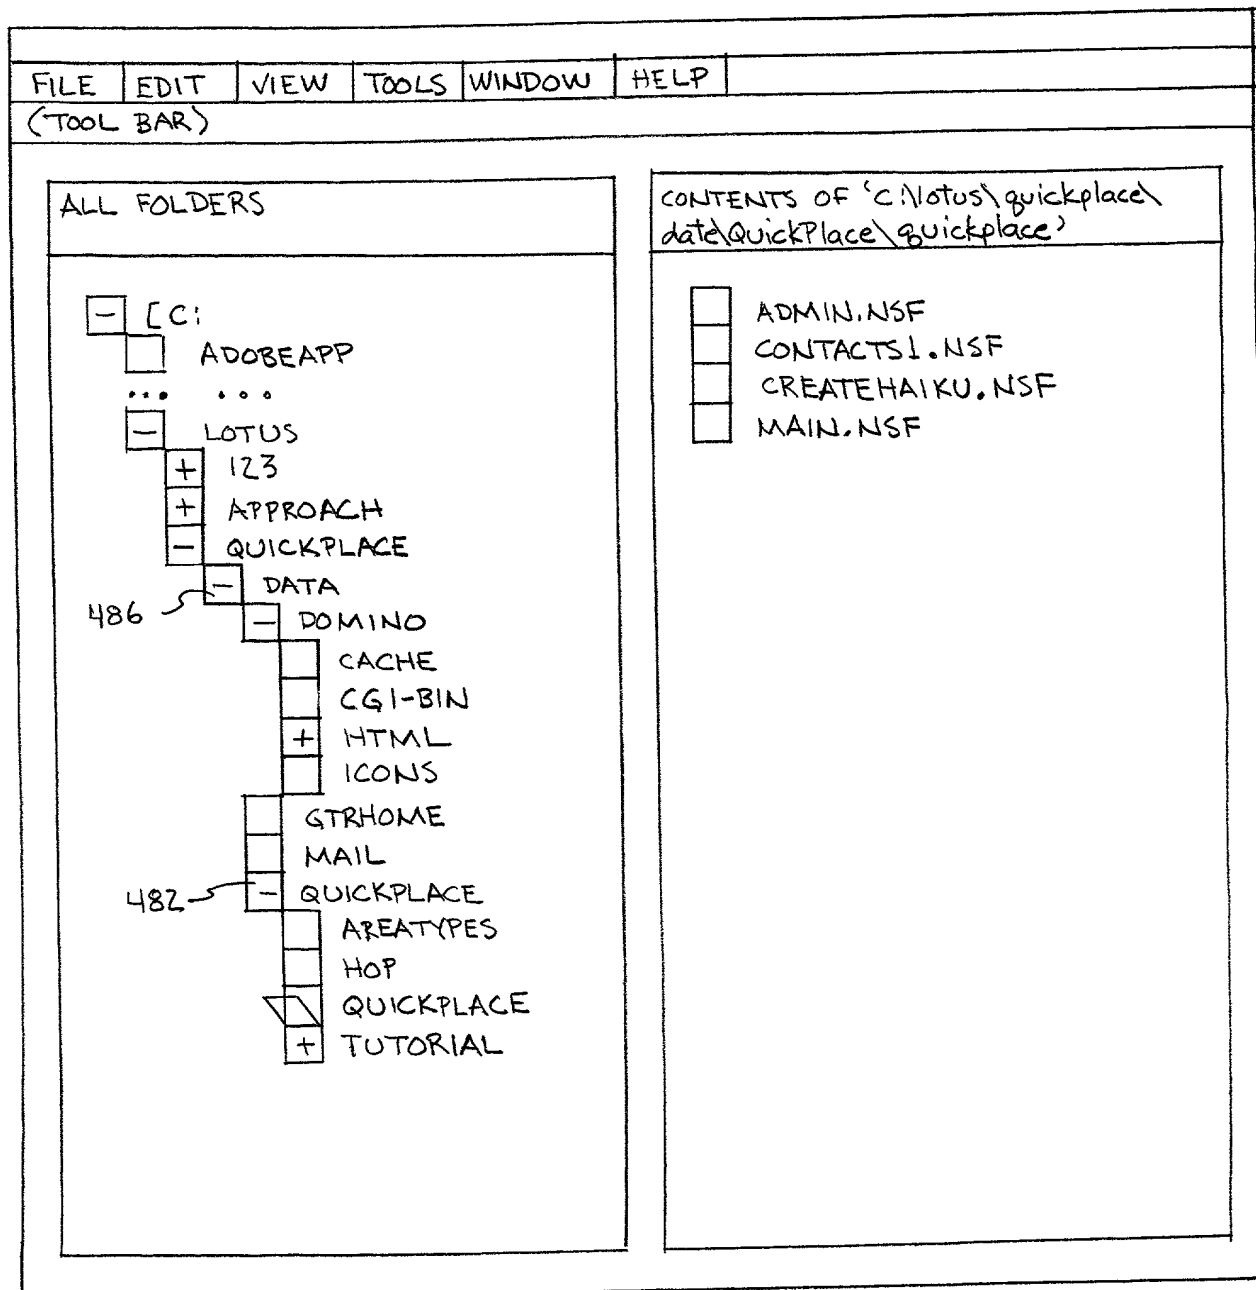 FILE EDIT VIEW TOOLS WINDOW HELP
(TOOL BAR)
ALL FOLDERS
- [C:
ADOBEAPP
... ...
- LOTUS
+ 123
+ APPROACH
- QUICKPLACE
- DATA
486
- DOMINO
CACHE
CGI-BIN
+ HTML
ICONS
GTRHOME
MAIL
482 - QUICKPLACE
AREATYPES
HOP
QUICKPLACE
+ TUTORIAL
CONTENTS OF 'C:\lotus\quickplace\
date\QuickPlace\quickplace'
ADMIN.NSF
CONTACTS1.NSF
CREATEHAIKU.NSF
MAIN.NSF